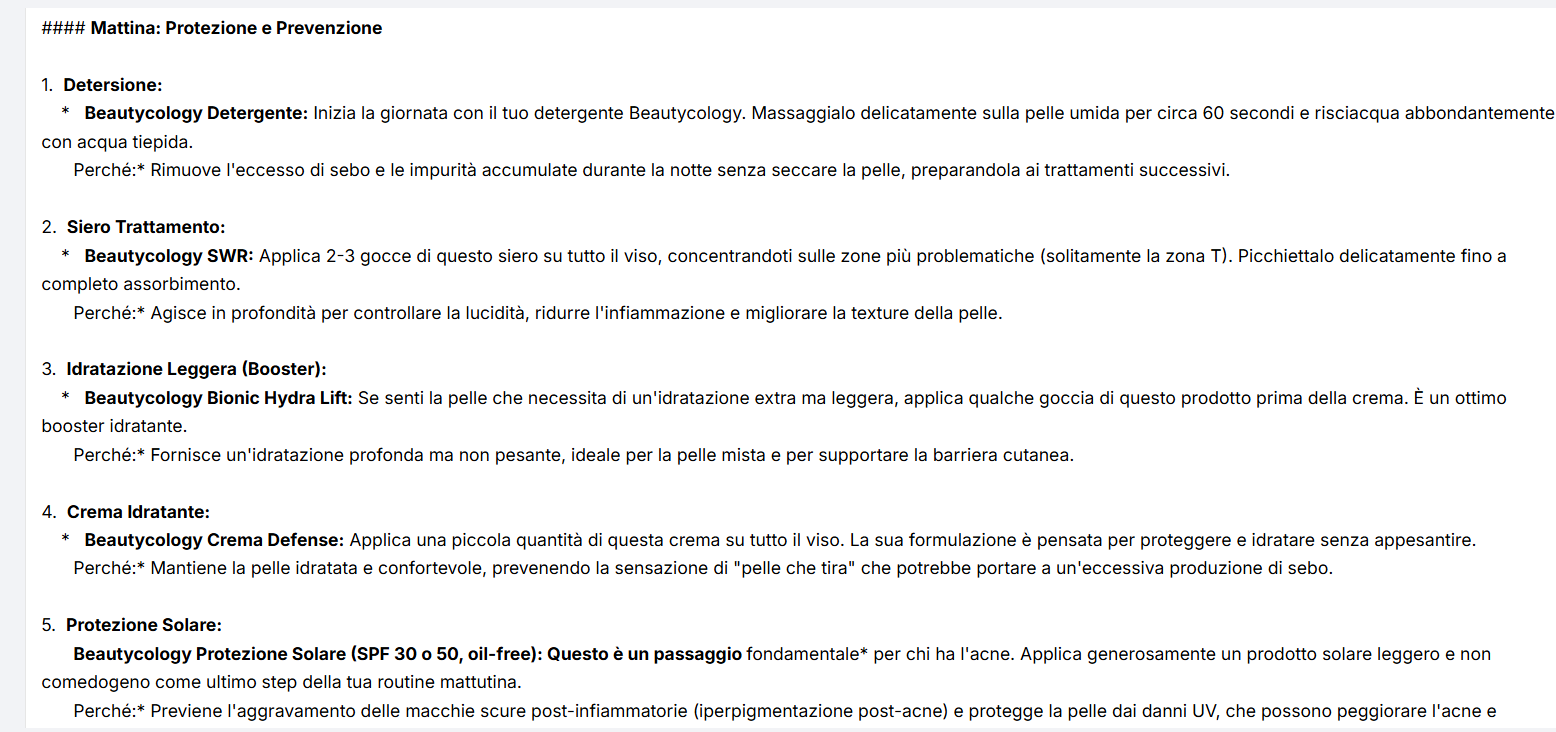 #### Mattina: Protezione e Prevenzione
1. Detersione:
* Beautycology Detergente: Inizia la giornata con il tuo detergente Beautycology. Massaggialo delicatamente sulla pelle umida per circa 60 secondi e risciacqua abbondantemente
con acqua tiepida.
Perché:* Rimuove l'eccesso di sebo e le impurità accumulate durante la notte senza seccare la pelle, preparandola ai trattamenti successivi.
2. Siero Trattamento:
* Beautycology SWR: Applica 2-3 gocce di questo siero su tutto il viso, concentrandoti sulle zone più problematiche (solitamente la zona T). Picchiettalo delicatamente fino a
completo assorbimento.
Perché:* Agisce in profondità per controllare la lucidità, ridurre l'infiammazione e migliorare la texture della pelle.
3. Idratazione Leggera (Booster):
* Beautycology Bionic Hydra Lift: Se senti la pelle che necessita di un'idratazione extra ma leggera, applica qualche goccia di questo prodotto prima della crema. È un ottimo
booster idratante.
Perché:* Fornisce un'idratazione profonda ma non pesante, ideale per la pelle mista e per supportare la barriera cutanea.
4. Crema Idratante:
* Beautycology Crema Defense: Applica una piccola quantità di questa crema su tutto il viso. La sua formulazione è pensata per proteggere e idratare senza appesantire.
Perché:* Mantiene la pelle idratata e confortevole, prevenendo la sensazione di "pelle che tira" che potrebbe portare a un'eccessiva produzione di sebo.
5. Protezione Solare:
Beautycology Protezione Solare (SPF 30 o 50, oil-free): Questo è un passaggio fondamentale* per chi ha l'acne. Applica generosamente un prodotto solare leggero e non
comedogeno come ultimo step della tua routine mattutina.
Perché:* Previene l'aggravamento delle macchie scure post-infiammatorie (iperpigmentazione post-acne) e protegge la pelle dai danni UV, che possono peggiorare l'acne e